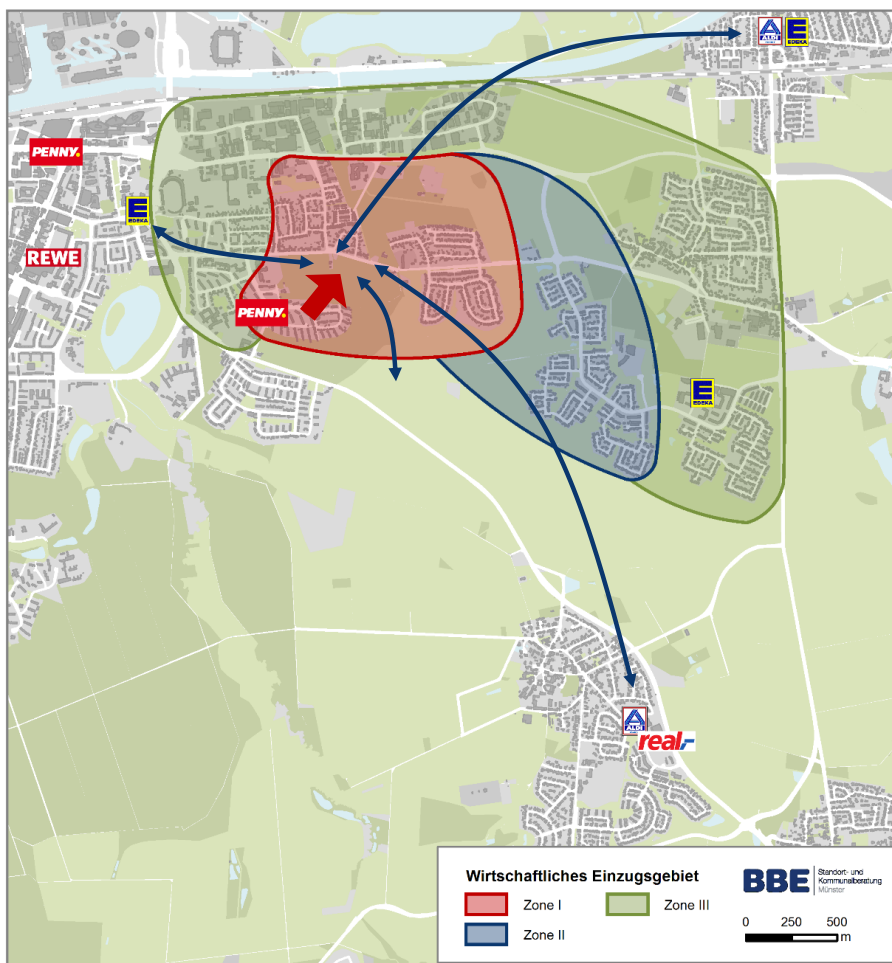 ALDI
EDEKA
PENNY.
EDEKA
REWE
PENNY.
EDEKA
ALDI
real,-
Wirtschaftliches Einzugsgebiet
Zone I
Zone III
Zone II
BBE
Standort- und
Kommunalberatung
Münster
0 250 500
m